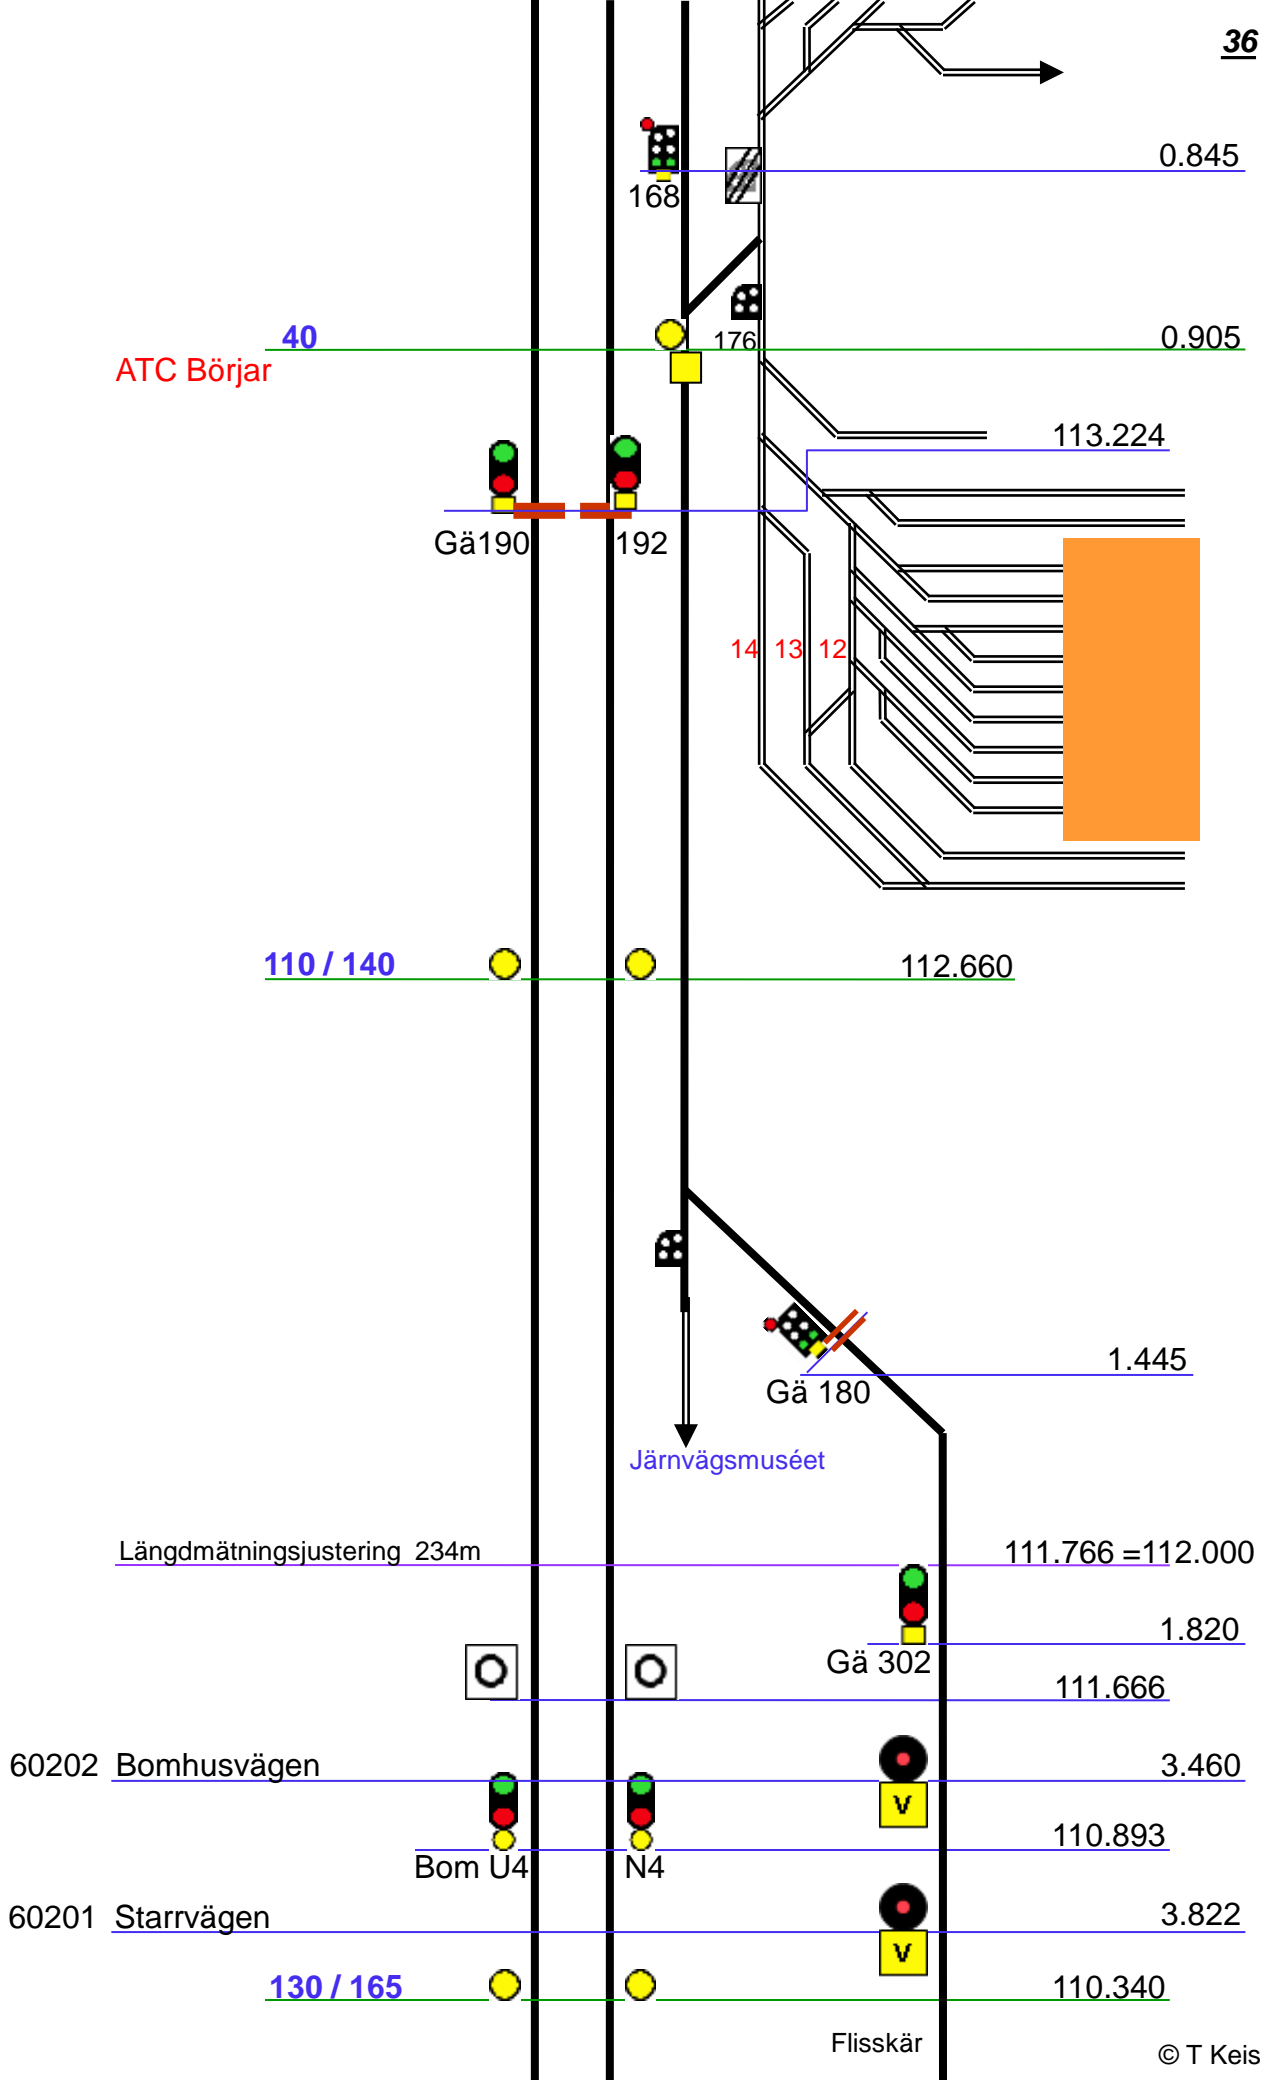 36
0.845
168
40
176
0.905
ATC Börjar
113.224
Gä190
192
14 13 12
110 / 140
112.660
1.445
Gä 180
Järnvägsmuséet
Längdmätningsjustering 234m
111.766 =112.000
1.820
Gä 302
111.666
60202 Bomhusvägen
3.460
V
110.893
Bom U4
N4
60201 Starrvägen
3.822
V
130 / 165
110.340
Flisskär
© T Keis